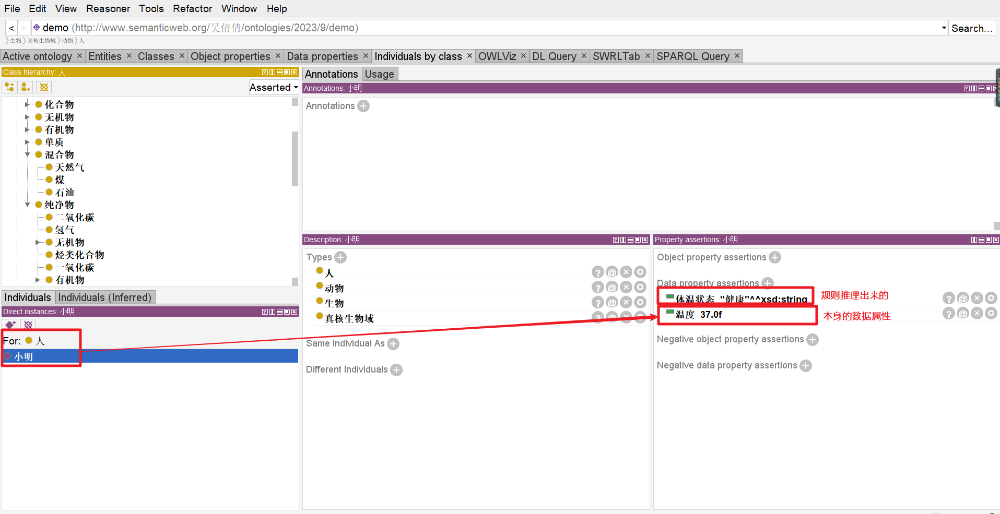 File Edit View Reasoner Tools Refactor Window Help
< > demo (http://www.semanticweb.org/吴倩倩/ontologies/2023/9/demo) Search...
生物 真核生物域 动物 人
Active ontology × Entities × Classes × Object properties × Data properties × Individuals by class × OWLViz × DL Query × SWRLTab × SPARQL Query ×
Class hierarchy: 人
Asserted
化合物
无机物
有机物
单质
混合物
天然气
煤
石油
纯净物
二氧化碳
氢气
无机物
烃类化合物
一氧化碳
有机物
Individuals Individuals (Inferred)
Direct instances: 小明
For: 人
小明
Annotations Usage
Annotations: 小明
Annotations
Description: 小明
Types
人
动物
生物
真核生物域
Same Individual As
Different Individuals
Property assertions: 小明
Object property assertions
Data property assertions
体温状态 "健康"^^xsd:string
规则推理出来的
温度 37.0f
本身的数据属性
Negative object property assertions
Negative data property assertions